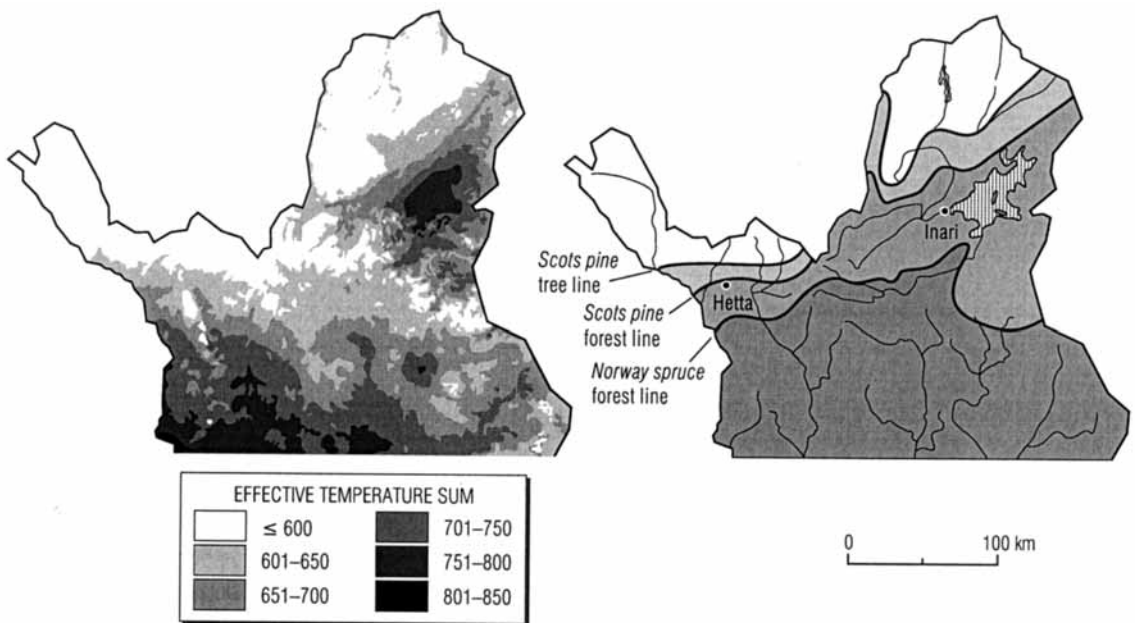 Scots pine
tree line
Scots pine
forest line
Norway spruce
forest line
Hetta
Inari
EFFECTIVE TEMPERATURE SUM
≤ 600
601–650
651–700
701–750
751–800
801–850
0
100 km